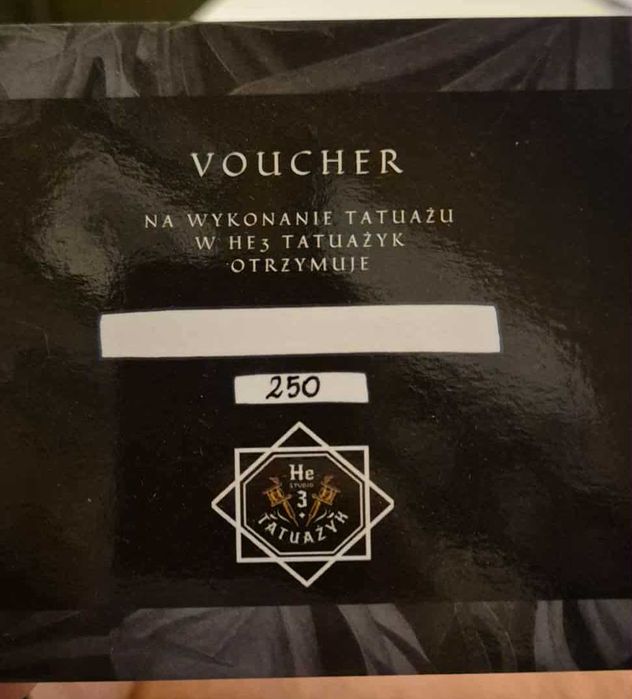 VOUCHER
NA WYKONANIE TATUAŻU
W HE3 TATUAŻYK
OTRZYMUJE
250
He
STUDIO
3
TATUAŻYK